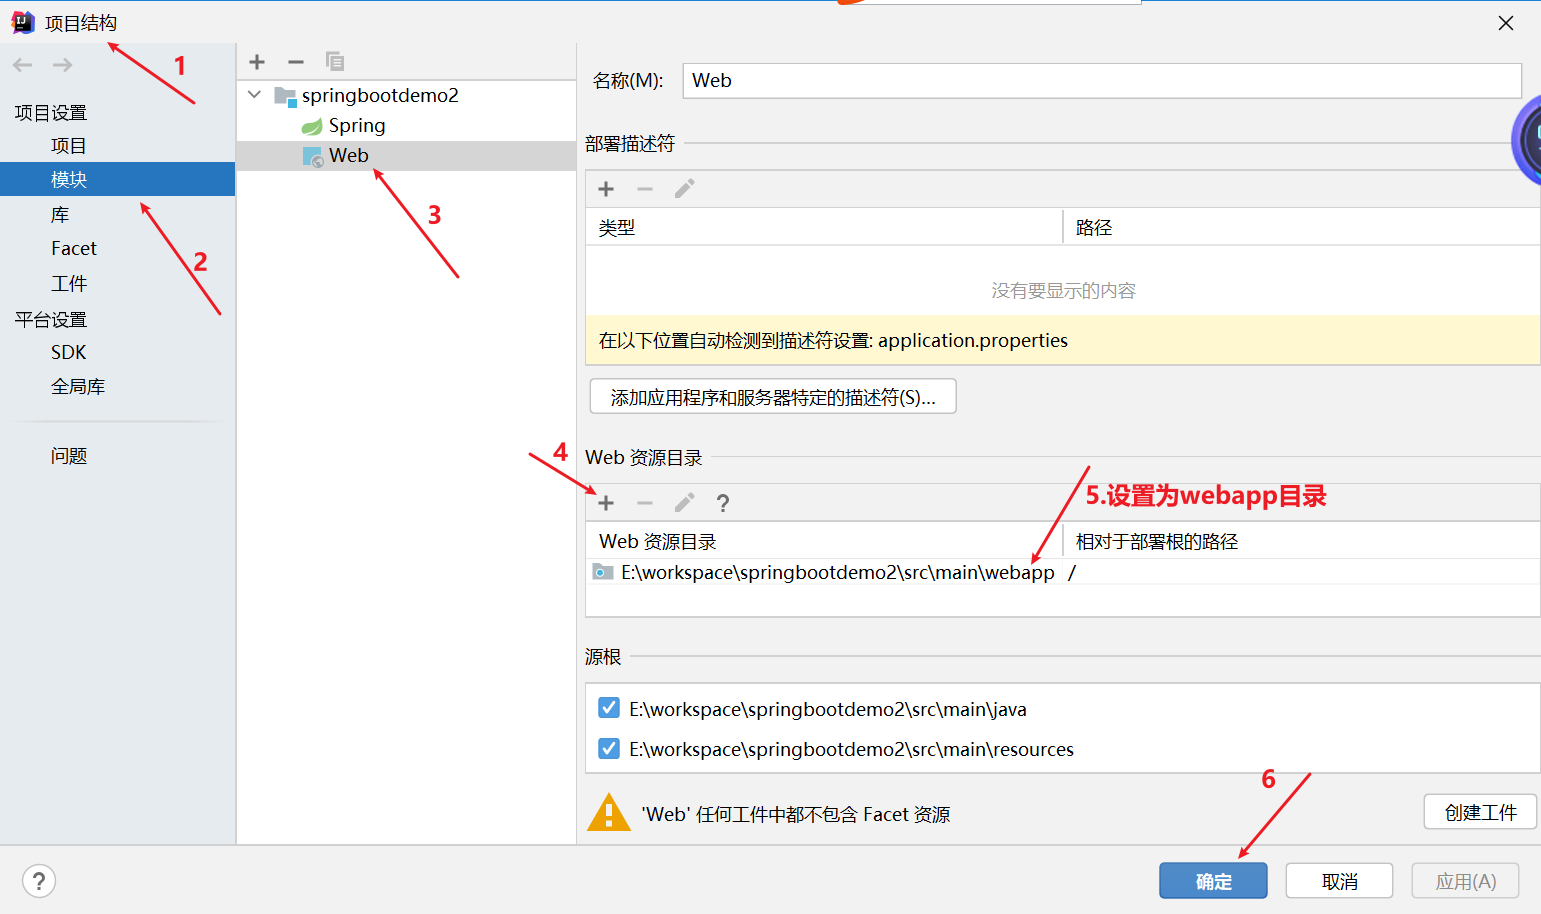 项目结构
1
项目设置
项目
模块
库
Facet
工件
平台设置
SDK
全局库
问题
2
springbootdemo2
Spring
Web
3
名称(M):
Web
部署描述符
类型
路径
没有要显示的内容
在以下位置自动检测到描述符设置: application.properties
添加应用程序和服务器特定的描述符(S)...
4
Web 资源目录
?
5.设置为webapp目录
Web 资源目录
相对于部署根的路径
E:\workspace\springbootdemo2\src\main\webapp
/
源根
E:\workspace\springbootdemo2\src\main\java
E:\workspace\springbootdemo2\src\main\resources
6
'Web' 任何工件中都不包含 Facet 资源
创建工件
?
确定
取消
应用(A)